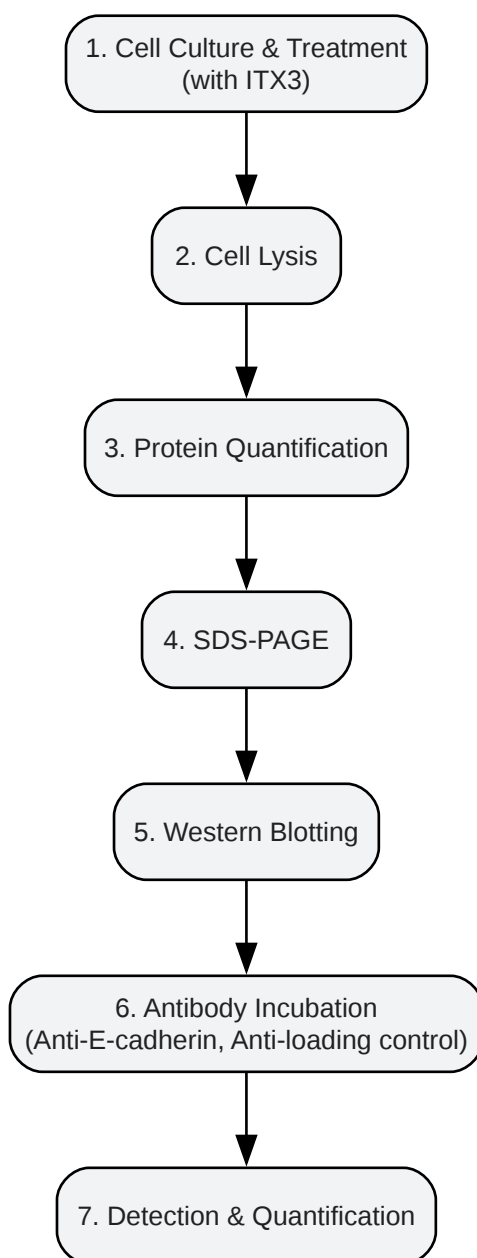 1. Cell Culture & Treatment
(with ITX3)
2. Cell Lysis
3. Protein Quantification
4. SDS-PAGE
5. Western Blotting
6. Antibody Incubation
(Anti-E-cadherin, Anti-loading control)
7. Detection & Quantification